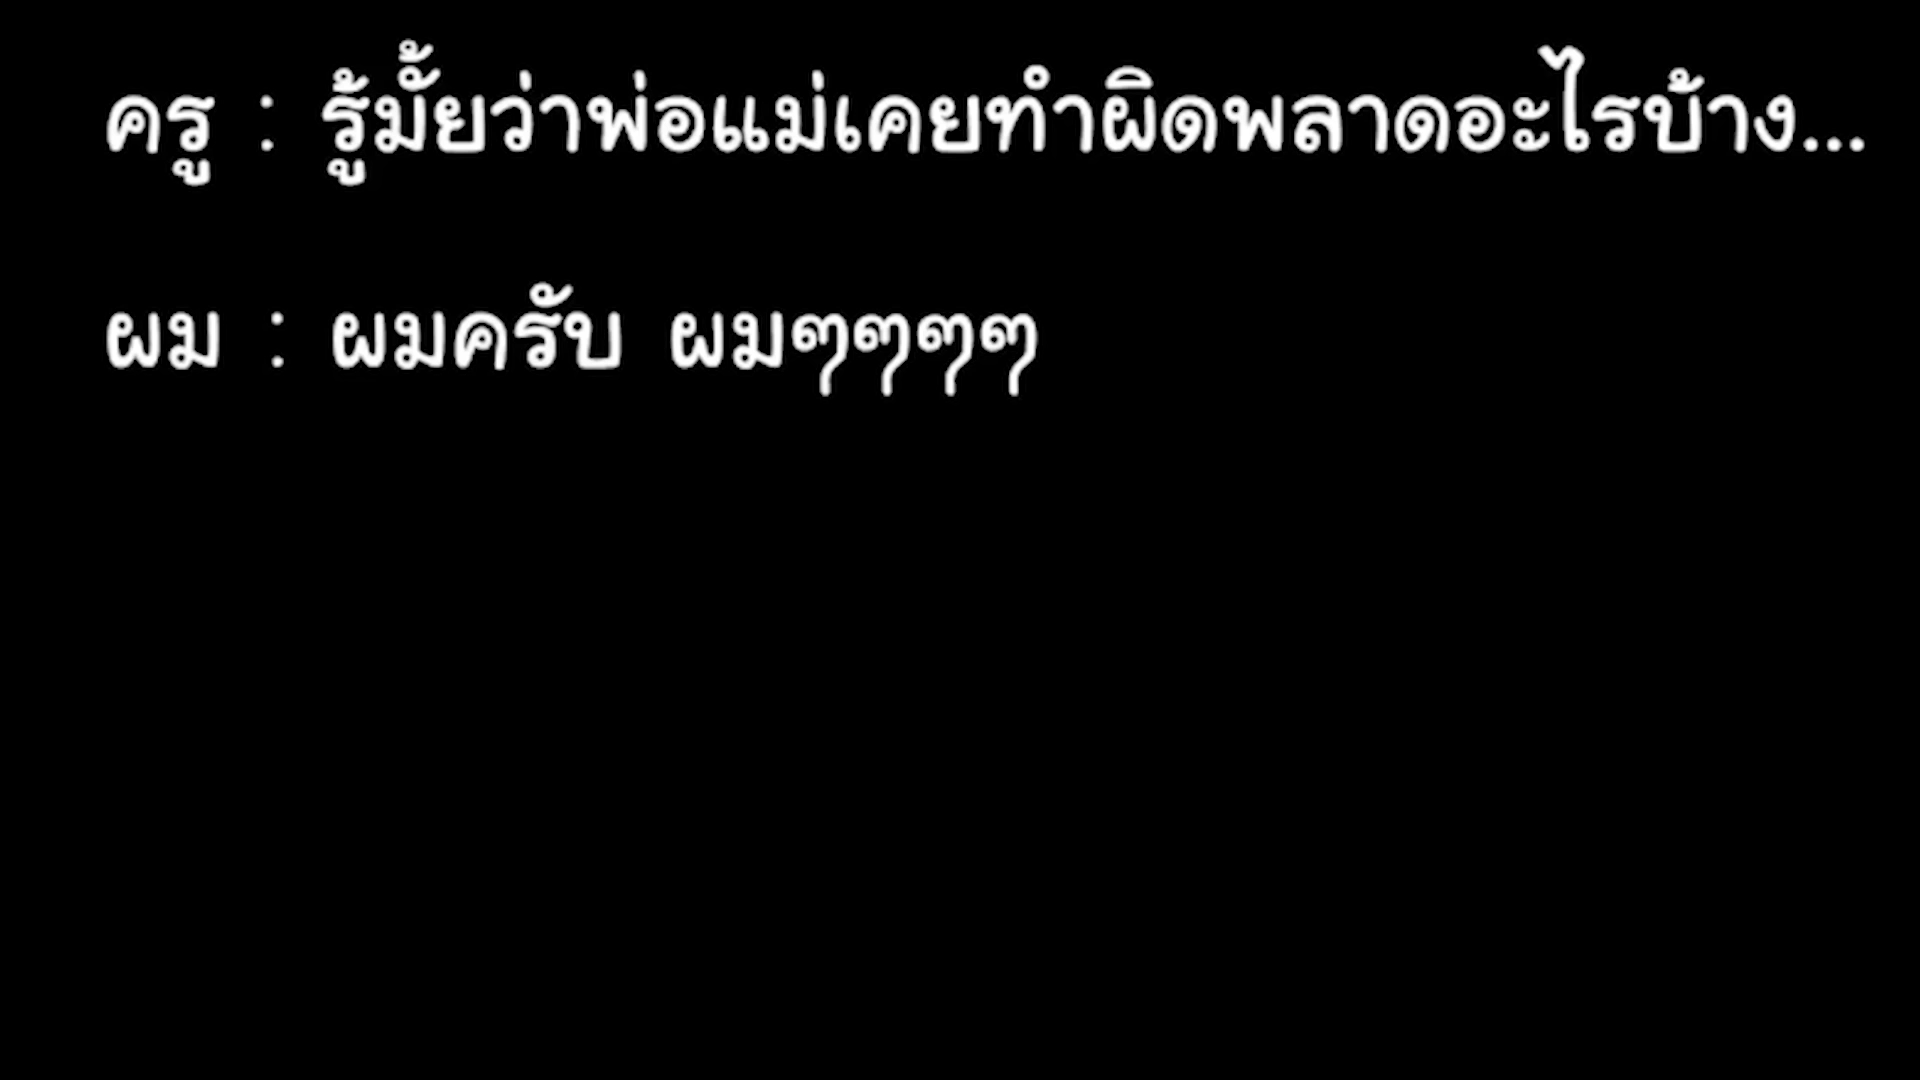 ครู : รู้มั้ยว่าพ่อแม่เคยทำผิดพลาดอะไรบ้าง...
ผม : ผมครับ ผมๆๆๆๆ